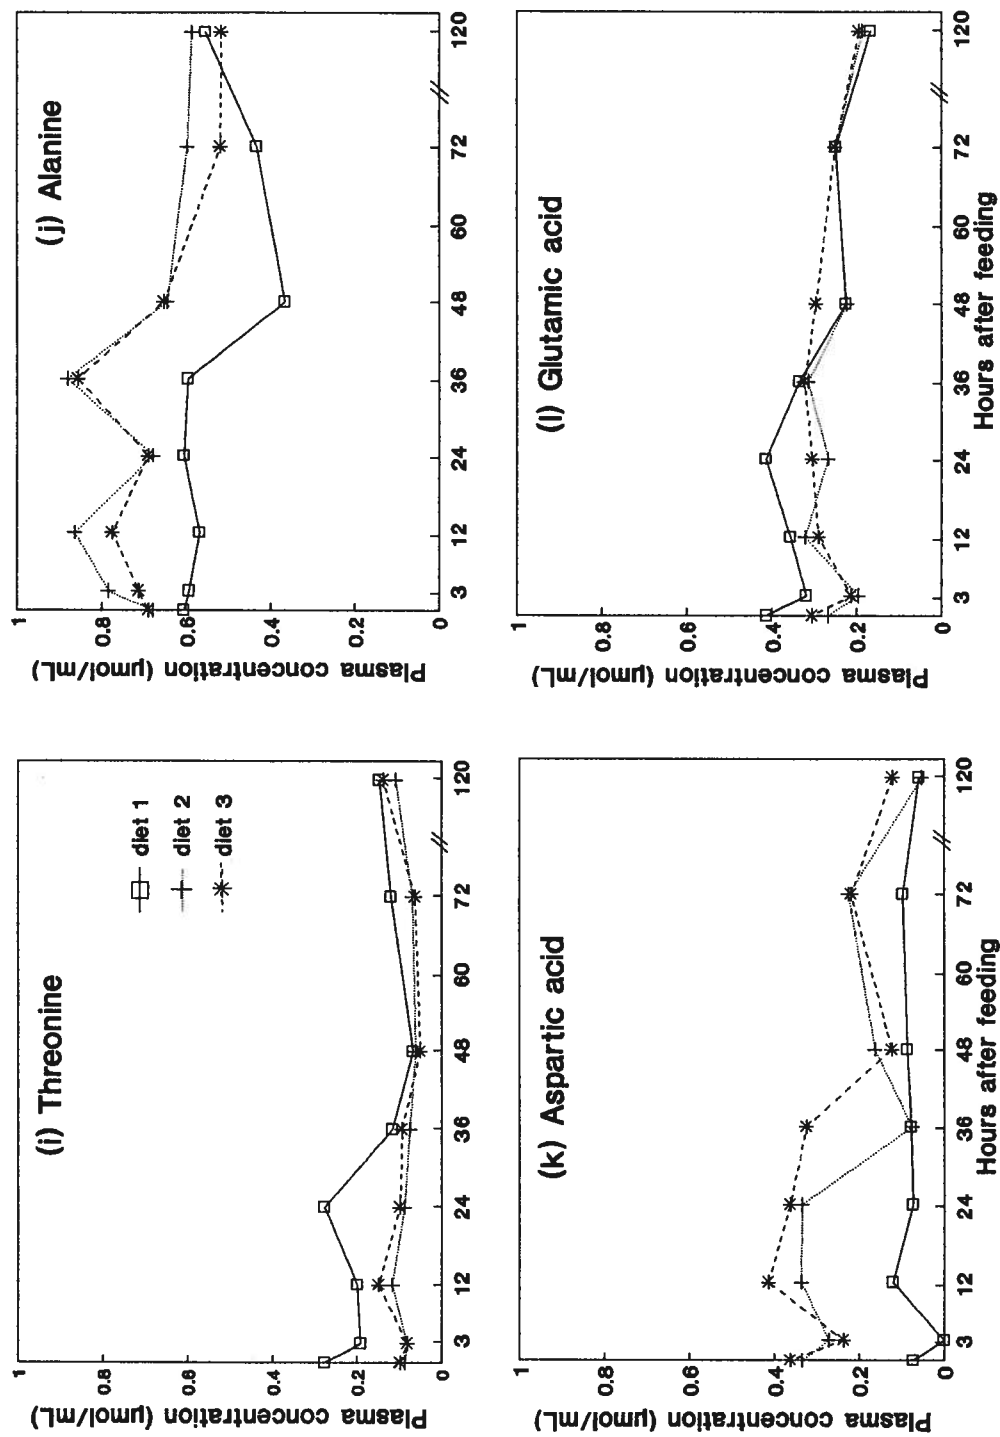 (i) Threonine
diet 1
diet 2
diet 3
Plasma concentration (µmol/mL)
1
0.8
0.6
0.4
0.2
0
3 12 24 36 48 60 72 120
(j) Alanine
Plasma concentration (µmol/mL)
1
0.8
0.6
0.4
0.2
0
3 12 24 36 48 60 72 120
(k) Aspartic acid
Plasma concentration (µmol/mL)
1
0.8
0.6
0.4
0.2
0
3 12 24 36 48 60 72 120
Hours after feeding
(l) Glutamic acid
Plasma concentration (µmol/mL)
1
0.8
0.6
0.4
0.2
0
3 12 24 36 48 60 72 120
Hours after feeding